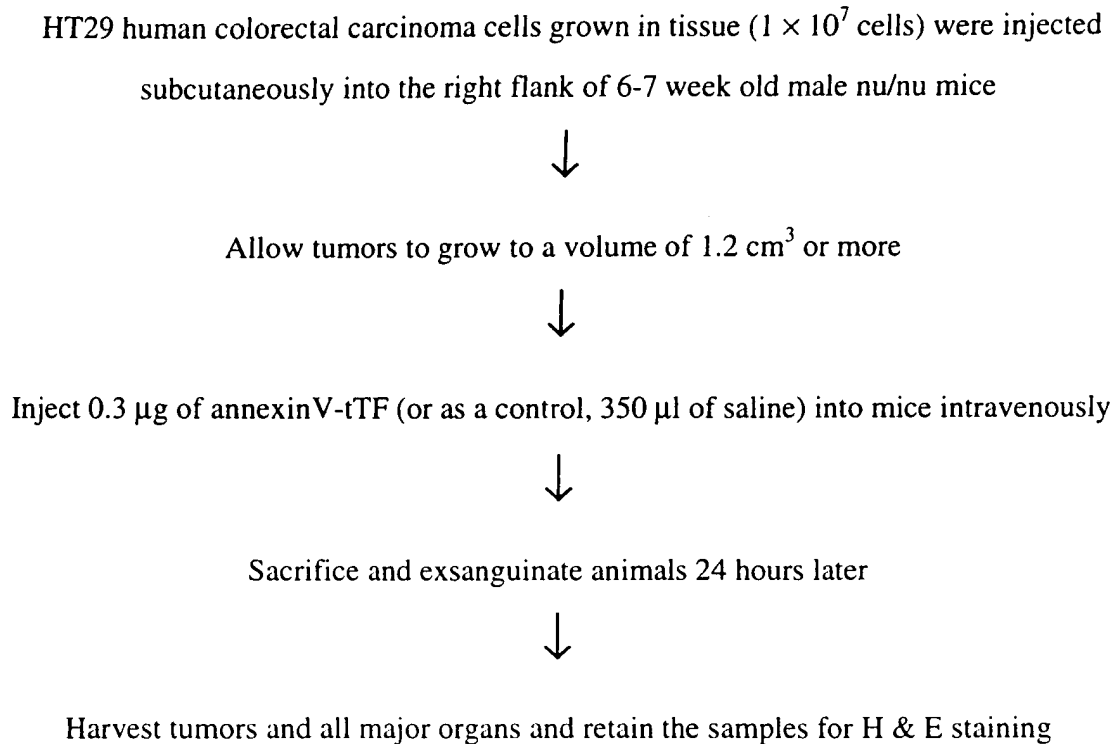 HT29 human colorectal carcinoma cells grown in tissue (1 × 10⁷ cells) were injected
subcutaneously into the right flank of 6-7 week old male nu/nu mice
↓
Allow tumors to grow to a volume of 1.2 cm³ or more
↓
Inject 0.3 µg of annexinV-tTF (or as a control, 350 µl of saline) into mice intravenously
↓
Sacrifice and exsanguinate animals 24 hours later
↓
Harvest tumors and all major organs and retain the samples for H & E staining